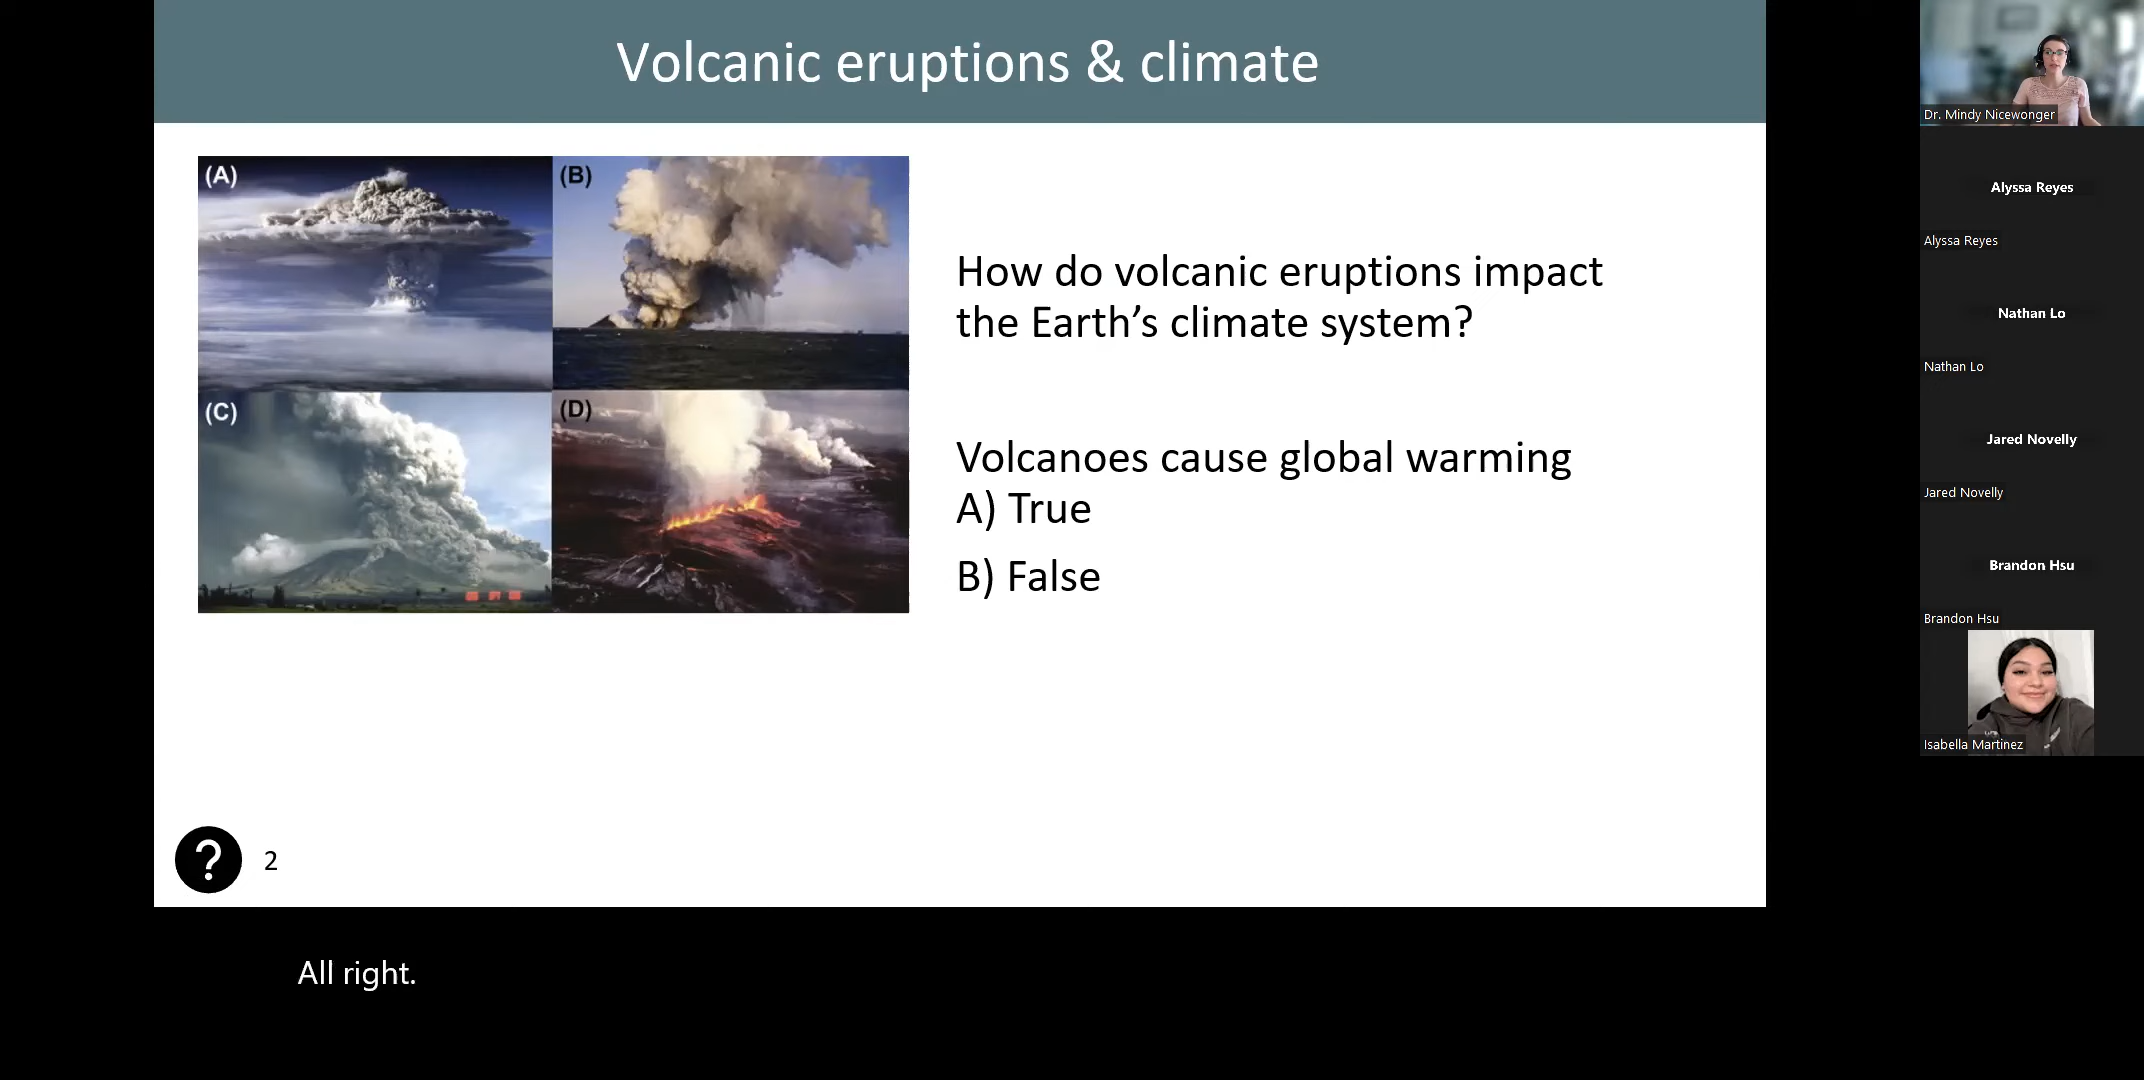 Volcanic eruptions & climate
(A)
(B)
(C)
(D)
How do volcanic eruptions impact
the Earth’s climate system?
Volcanoes cause global warming
A) True
B) False
2
All right.
Dr. Mindy Nicewonger
Alyssa Reyes
Alyssa Reyes
Nathan Lo
Nathan Lo
Jared Novelly
Jared Novelly
Brandon Hsu
Brandon Hsu
Isabella Martinez